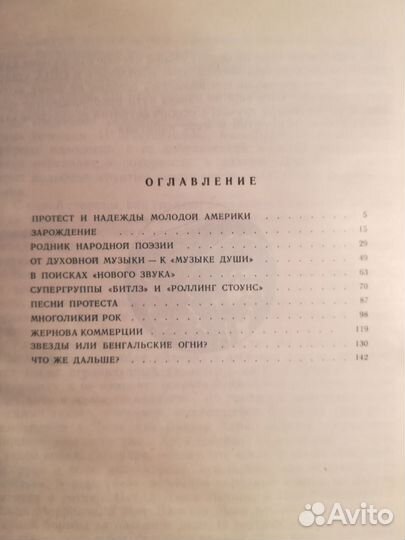 ОГЛАВЛЕНИЕ
ПРОТЕСТ И НАДЕЖДЫ МОЛОДОЙ АМЕРИКИ . . . . . . . . 5
ЗАРОЖДЕНИЕ . . . . . . . . . . . . . . . . . . 15
РОДНИК НАРОДНОЙ ПОЭЗИИ . . . . . . . . . . . . . 29
ОТ ДУХОВНОЙ МУЗЫКИ — К «МУЗЫКЕ ДУШИ» . . . . . . . . 49
В ПОИСКАХ «НОВОГО ЗВУКА» . . . . . . . . . . . . 63
СУПЕРГРУППЫ «БИТЛЗ» И «РОЛЛИНГ СТОУНС» . . . . . . . 70
ПЕСНИ ПРОТЕСТА . . . . . . . . . . . . . . . . 87
МНОГОЛИКИЙ РОК . . . . . . . . . . . . . . . . 98
ЖЕРНОВА КОММЕРЦИИ . . . . . . . . . . . . . . 119
ЗВЕЗДЫ ИЛИ БЕНГАЛЬСКИЕ ОГНИ? . . . . . . . . . . 130
ЧТО ЖЕ ДАЛЬШЕ? . . . . . . . . . . . . . . . . 142
Avito